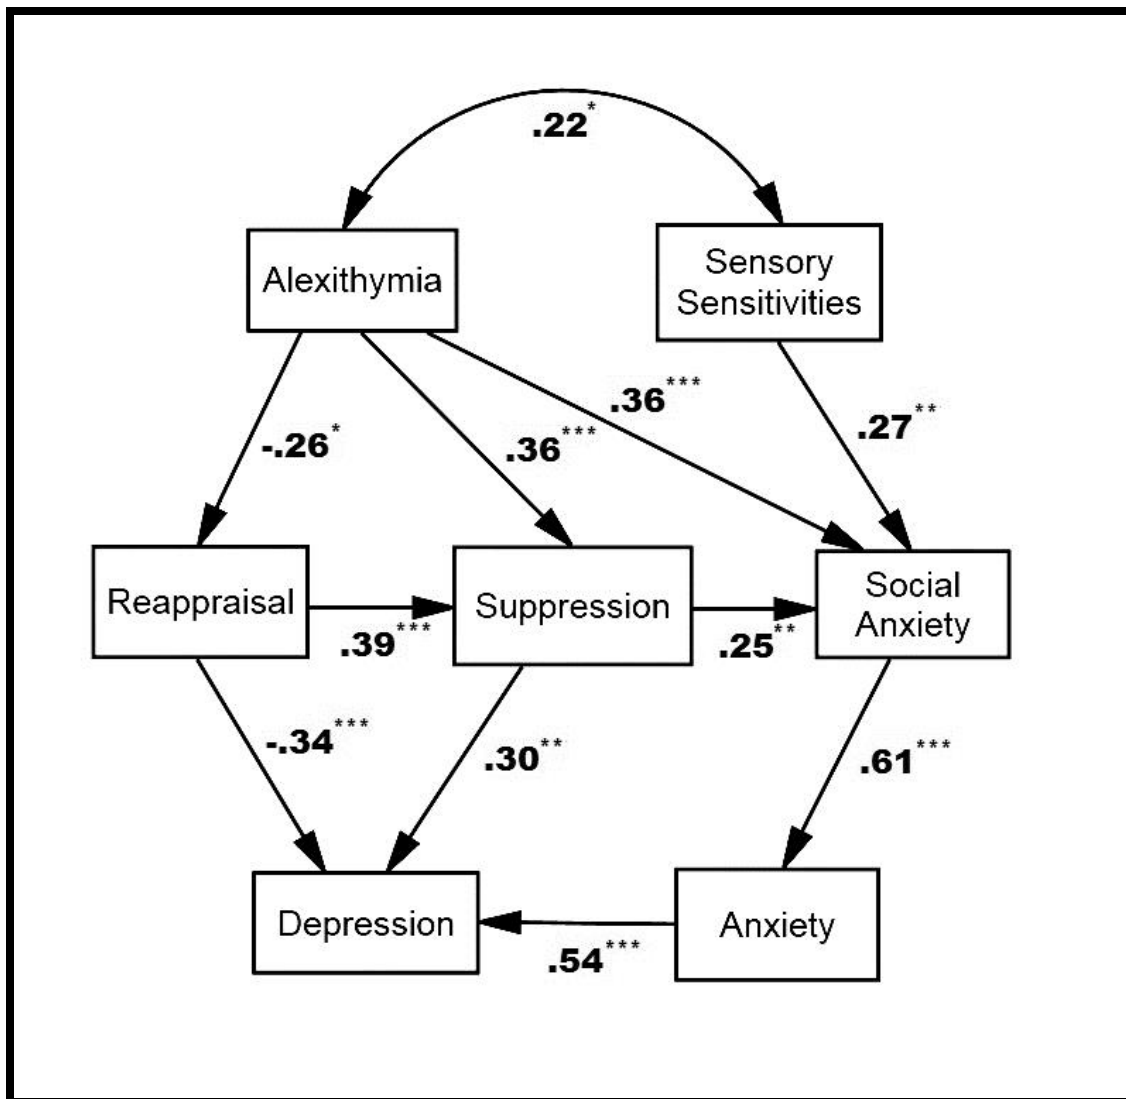 .22*
Alexithymia
Sensory
Sensitivities
-.26*
.36***
.36***
.27**
Reappraisal
.39***
Suppression
.25**
Social
Anxiety
-.34***
.30**
.61***
Depression
.54***
Anxiety